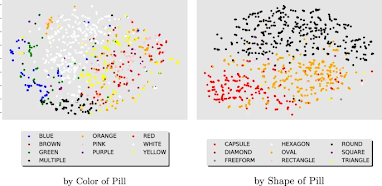 BLUE ORANGE RED
BROWN PINK WHITE
GREEN PURPLE YELLOW
MULTIPLE
by Color of Pill
CAPSULE HEXAGON ROUND
DIAMOND OVAL SQUARE
FREEFORM RECTANGLE TRIANGLE
by Shape of Pill